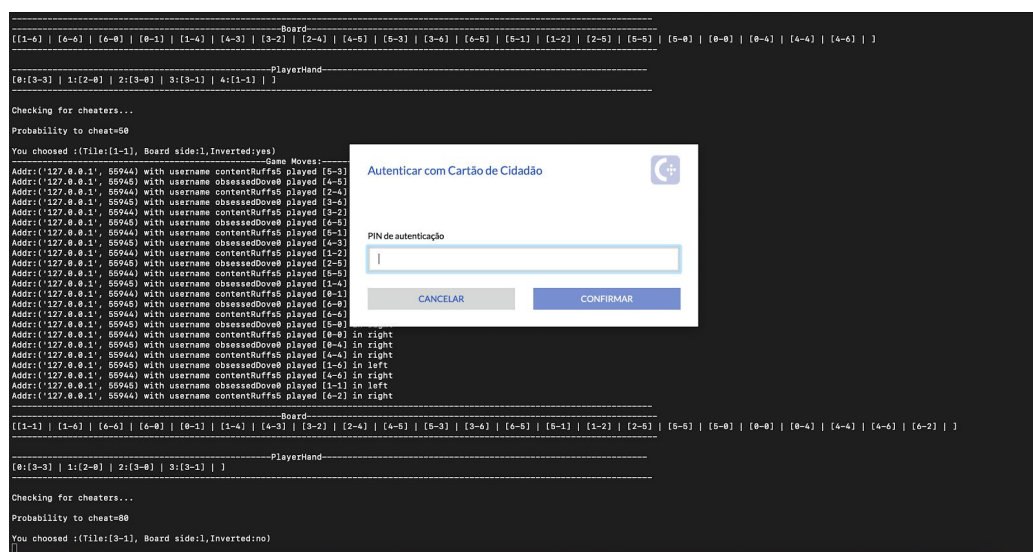 Board
[[1-6] | [6-6] | [6-0] | [0-1] | [1-4] | [4-3] | [3-2] | [2-4] | [4-5] | [5-3] | [3-6] | [6-5] | [5-1] | [1-2] | [2-5] | [5-5] | [5-0] | [0-0] | [0-4] | [4-4] | [4-6] | ]
PlayerHand
[0:[3-3] | 1:[2-0] | 2:[3-0] | 3:[3-1] | 4:[1-1] | ]
Checking for cheaters...
Probability to cheat=50
You choosed :(Tile:[1-1], Board side:l,Inverted:yes)
Game Moves:
Addr:('127.0.0.1', 55944) with username contentRuffs5 played [5-3]
Addr:('127.0.0.1', 55945) with username obsessedDove0 played [4-5]
Addr:('127.0.0.1', 55944) with username contentRuffs5 played [2-4]
Addr:('127.0.0.1', 55945) with username obsessedDove0 played [3-6]
Addr:('127.0.0.1', 55944) with username contentRuffs5 played [3-2]
Addr:('127.0.0.1', 55945) with username obsessedDove0 played [6-5]
Addr:('127.0.0.1', 55944) with username contentRuffs5 played [5-1]
Addr:('127.0.0.1', 55945) with username obsessedDove0 played [4-3]
Addr:('127.0.0.1', 55944) with username contentRuffs5 played [1-2]
Addr:('127.0.0.1', 55945) with username obsessedDove0 played [2-5]
Addr:('127.0.0.1', 55944) with username contentRuffs5 played [5-5]
Addr:('127.0.0.1', 55945) with username obsessedDove0 played [1-4]
Addr:('127.0.0.1', 55944) with username contentRuffs5 played [0-1]
Addr:('127.0.0.1', 55945) with username obsessedDove0 played [6-0]
Addr:('127.0.0.1', 55944) with username contentRuffs5 played [6-6]
Addr:('127.0.0.1', 55945) with username obsessedDove0 played [5-0] in right
Addr:('127.0.0.1', 55944) with username contentRuffs5 played [0-0] in right
Addr:('127.0.0.1', 55945) with username obsessedDove0 played [0-4] in right
Addr:('127.0.0.1', 55944) with username contentRuffs5 played [4-4] in right
Addr:('127.0.0.1', 55945) with username obsessedDove0 played [1-6] in left
Addr:('127.0.0.1', 55944) with username contentRuffs5 played [4-6] in right
Addr:('127.0.0.1', 55945) with username obsessedDove0 played [1-1] in left
Addr:('127.0.0.1', 55944) with username contentRuffs5 played [6-2] in right
Board
[[1-1] | [1-6] | [6-6] | [6-0] | [0-1] | [1-4] | [4-3] | [3-2] | [2-4] | [4-5] | [5-3] | [3-6] | [6-5] | [5-1] | [1-2] | [2-5] | [5-5] | [5-0] | [0-0] | [0-4] | [4-4] | [4-6] | [6-2] | ]
PlayerHand
[0:[3-3] | 1:[2-0] | 2:[3-0] | 3:[3-1] | ]
Checking for cheaters...
Probability to cheat=80
You choosed :(Tile:[3-1], Board side:l,Inverted:no)
Autenticar com Cartão de Cidadão
PIN de autenticação
CANCELAR
CONFIRMAR